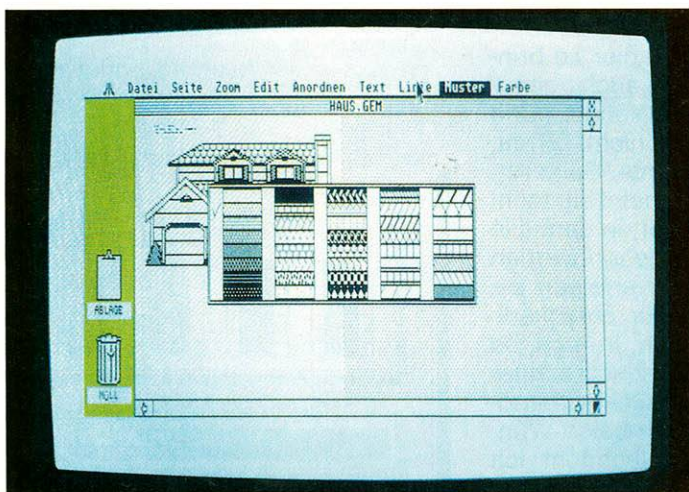 Datei Seite Zoom Edit Anordnen Text Linie Muster Farbe
HAUS.GEM
ABLAGE
MÜLL